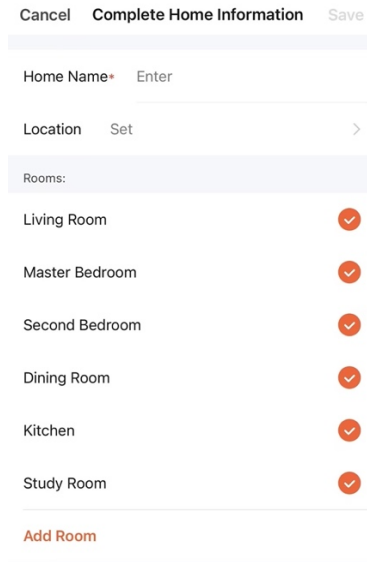 Cancel Complete Home Information Save
Home Name* Enter
Location Set
Rooms:
Living Room
Master Bedroom
Second Bedroom
Dining Room
Kitchen
Study Room
Add Room